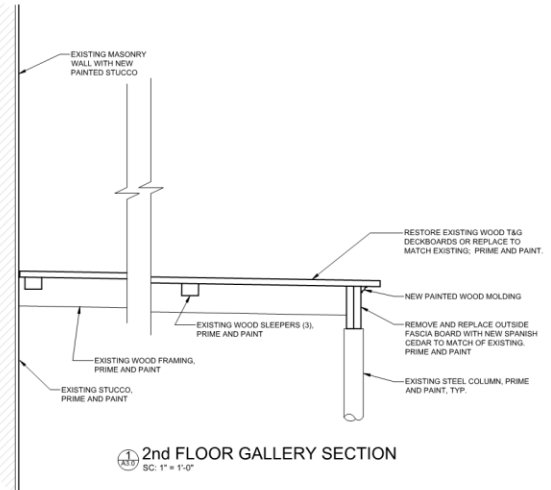 EXISTING MASONRY
WALL WITH NEW
PAINTED STUCCO
RESTORE EXISTING WOOD T&G
DECKBOARDS OR REPLACE TO
MATCH EXISTING; PRIME AND PAINT.
NEW PAINTED WOOD MOLDING
EXISTING WOOD SLEEPERS (3),
PRIME AND PAINT
REMOVE AND REPLACE OUTSIDE
FASCIA BOARD WITH NEW SPANISH
CEDAR TO MATCH OF EXISTING.
PRIME AND PAINT
EXISTING WOOD FRAMING,
PRIME AND PAINT
EXISTING STEEL COLUMN, PRIME
AND PAINT, TYP.
EXISTING STUCCO,
PRIME AND PAINT
1
A3.0
2nd FLOOR GALLERY SECTION
SC: 1" = 1'-0"